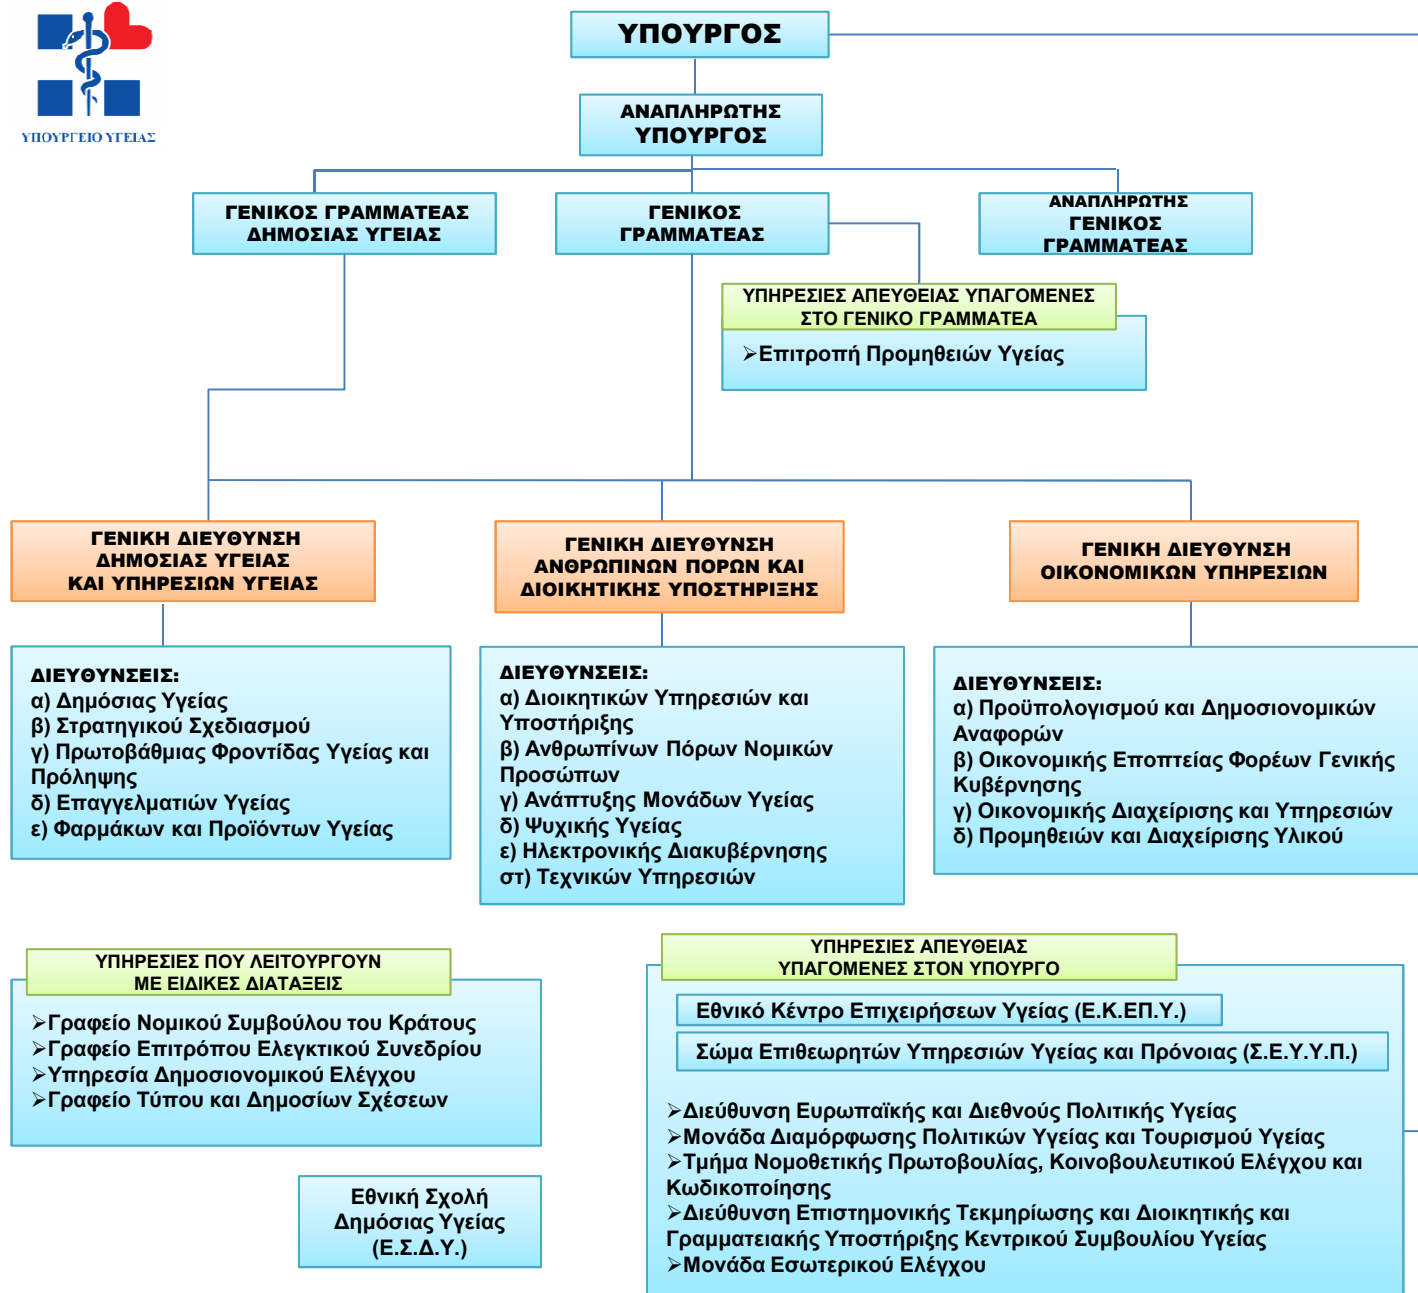 ΥΠΟΥΡΓΕΙΟ ΥΓΕΙΑΣ
ΥΠΟΥΡΓΟΣ
ΑΝΑΠΛΗΡΩΤΗΣ
ΥΠΟΥΡΓΟΣ
ΓΕΝΙΚΟΣ ΓΡΑΜΜΑΤΕΑΣ
ΔΗΜΟΣΙΑΣ ΥΓΕΙΑΣ
ΓΕΝΙΚΟΣ
ΓΡΑΜΜΑΤΕΑΣ
ΑΝΑΠΛΗΡΩΤΗΣ
ΓΕΝΙΚΟΣ
ΓΡΑΜΜΑΤΕΑΣ
ΥΠΗΡΕΣΙΕΣ ΑΠΕΥΘΕΙΑΣ ΥΠΑΓΟΜΕΝΕΣ
ΣΤΟ ΓΕΝΙΚΟ ΓΡΑΜΜΑΤΕΑ
➢Επιτροπή Προμηθειών Υγείας
ΓΕΝΙΚΗ ΔΙΕΥΘΥΝΣΗ
ΔΗΜΟΣΙΑΣ ΥΓΕΙΑΣ
ΚΑΙ ΥΠΗΡΕΣΙΩΝ ΥΓΕΙΑΣ
ΓΕΝΙΚΗ ΔΙΕΥΘΥΝΣΗ
ΑΝΘΡΩΠΙΝΩΝ ΠΟΡΩΝ ΚΑΙ
ΔΙΟΙΚΗΤΙΚΗΣ ΥΠΟΣΤΗΡΙΞΗΣ
ΓΕΝΙΚΗ ΔΙΕΥΘΥΝΣΗ
ΟΙΚΟΝΟΜΙΚΩΝ ΥΠΗΡΕΣΙΩΝ
ΔΙΕΥΘΥΝΣΕΙΣ:
α) Δημόσιας Υγείας
β) Στρατηγικού Σχεδιασμού
γ) Πρωτοβάθμιας Φροντίδας Υγείας και
Πρόληψης
δ) Επαγγελματιών Υγείας
ε) Φαρμάκων και Προϊόντων Υγείας
ΔΙΕΥΘΥΝΣΕΙΣ:
α) Διοικητικών Υπηρεσιών και
Υποστήριξης
β) Ανθρωπίνων Πόρων Νομικών
Προσώπων
γ) Ανάπτυξης Μονάδων Υγείας
δ) Ψυχικής Υγείας
ε) Ηλεκτρονικής Διακυβέρνησης
στ) Τεχνικών Υπηρεσιών
ΔΙΕΥΘΥΝΣΕΙΣ:
α) Προϋπολογισμού και Δημοσιονομικών
Αναφορών
β) Οικονομικής Εποπτείας Φορέων Γενικής
Κυβέρνησης
γ) Οικονομικής Διαχείρισης και Υπηρεσιών
δ) Προμηθειών και Διαχείρισης Υλικού
ΥΠΗΡΕΣΙΕΣ ΠΟΥ ΛΕΙΤΟΥΡΓΟΥΝ
ΜΕ ΕΙΔΙΚΕΣ ΔΙΑΤΑΞΕΙΣ
➢Γραφείο Νομικού Συμβούλου του Κράτους
➢Γραφείο Επιτρόπου Ελεγκτικού Συνεδρίου
➢Υπηρεσία Δημοσιονομικού Ελέγχου
➢Γραφείο Τύπου και Δημοσίων Σχέσεων
Εθνική Σχολή
Δημόσιας Υγείας
(Ε.Σ.Δ.Υ.)
ΥΠΗΡΕΣΙΕΣ ΑΠΕΥΘΕΙΑΣ
ΥΠΑΓΟΜΕΝΕΣ ΣΤΟΝ ΥΠΟΥΡΓΟ
Εθνικό Κέντρο Επιχειρήσεων Υγείας (Ε.Κ.ΕΠ.Υ.)
Σώμα Επιθεωρητών Υπηρεσιών Υγείας και Πρόνοιας (Σ.Ε.Υ.Υ.Π.)
➢Διεύθυνση Ευρωπαϊκής και Διεθνούς Πολιτικής Υγείας
➢Μονάδα Διαμόρφωσης Πολιτικών Υγείας και Τουρισμού Υγείας
➢Τμήμα Νομοθετικής Πρωτοβουλίας, Κοινοβουλευτικού Ελέγχου και
Κωδικοποίησης
➢Διεύθυνση Επιστημονικής Τεκμηρίωσης και Διοικητικής και
Γραμματειακής Υποστήριξης Κεντρικού Συμβουλίου Υγείας
➢Μονάδα Εσωτερικού Ελέγχου